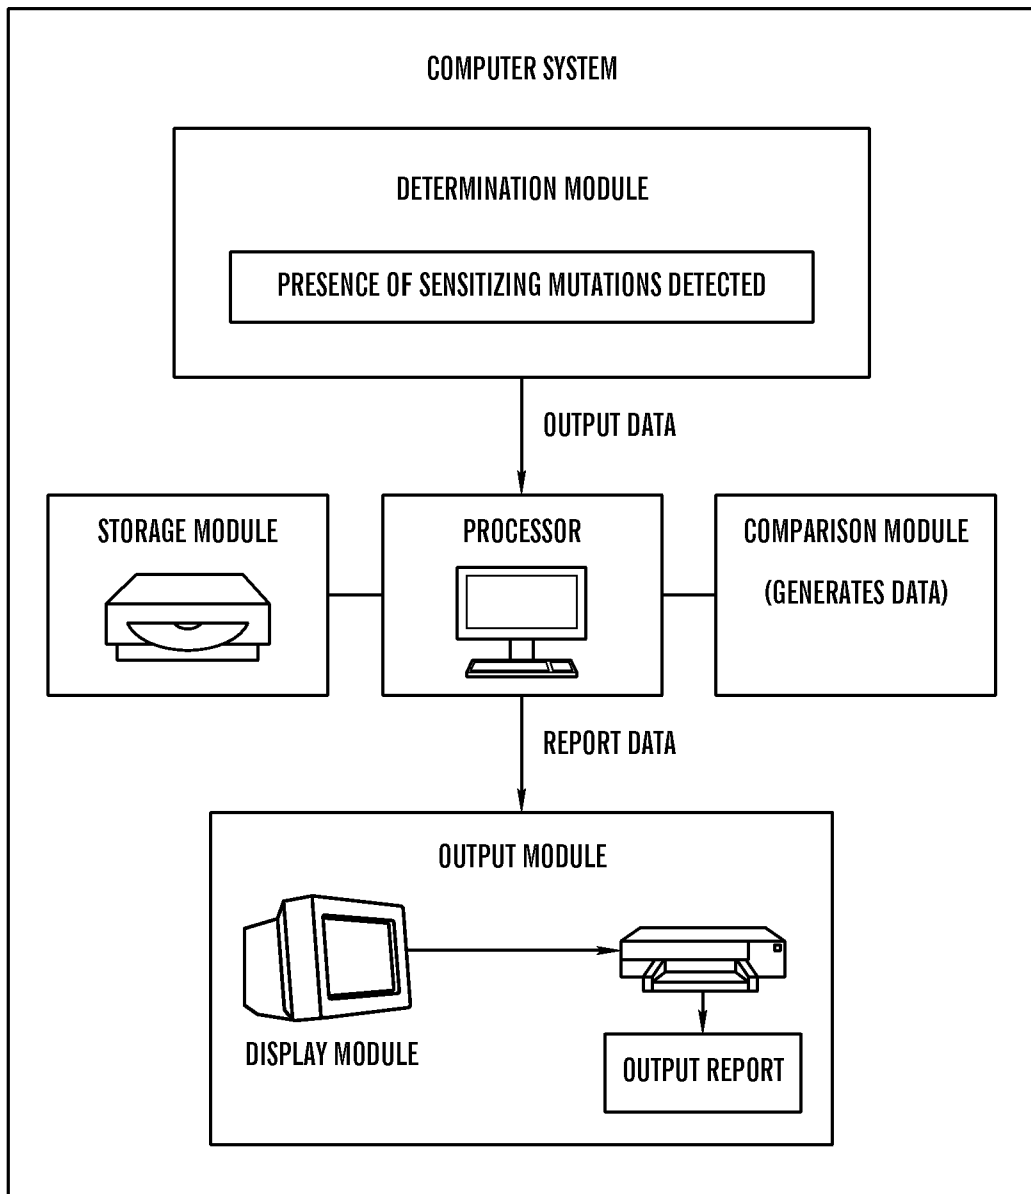 COMPUTER SYSTEM
DETERMINATION MODULE
PRESENCE OF SENSITIZING MUTATIONS DETECTED
OUTPUT DATA
STORAGE MODULE
PROCESSOR
COMPARISON MODULE
(GENERATES DATA)
REPORT DATA
OUTPUT MODULE
DISPLAY MODULE
OUTPUT REPORT